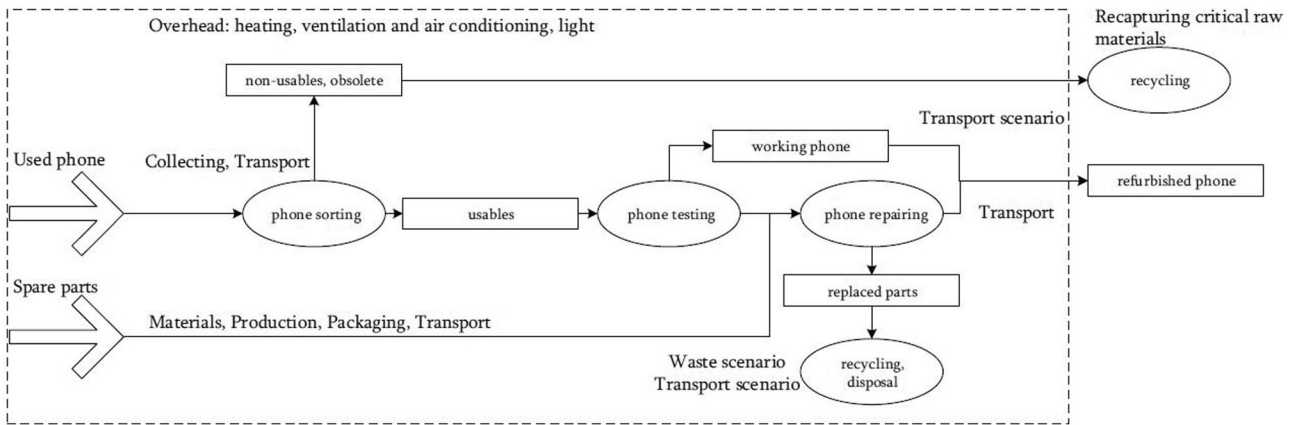 Overhead: heating, ventilation and air conditioning, light
Recapturing critical raw
materials
non-usables, obsolete
recycling
Transport scenario
Used phone
Collecting, Transport
working phone
refurbished phone
phone sorting
usables
phone testing
phone repairing
Transport
Spare parts
replaced parts
Materials, Production, Packaging, Transport
Waste scenario
Transport scenario
recycling,
disposal